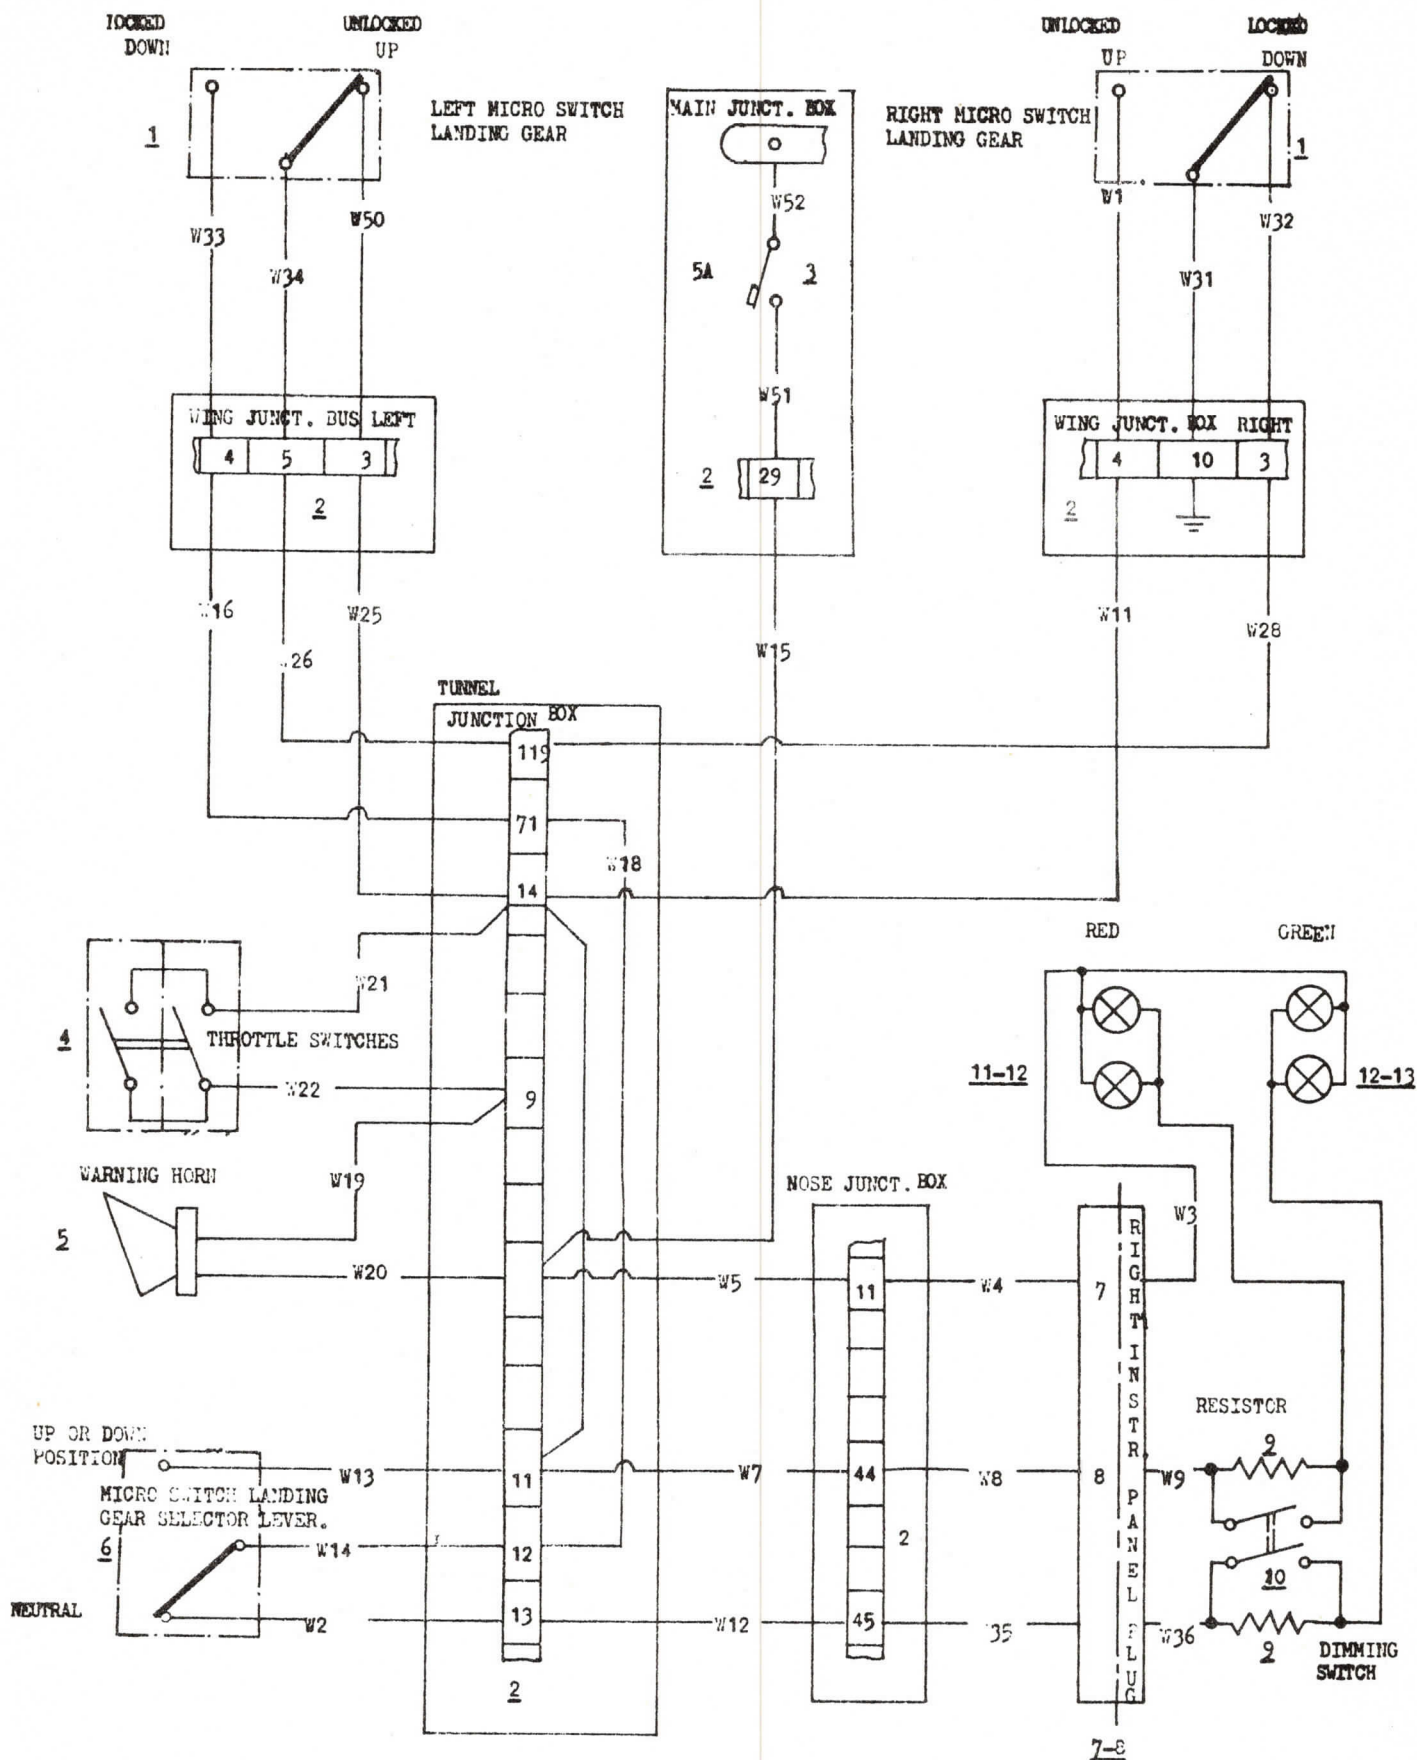 LOCKED
DOWN
UNLOCKED
UP
UNLOCKED
UP
LOCKED
DOWN
1
LEFT MICRO SWITCH
LANDING GEAR
MAIN JUNCT. BOX
RIGHT MICRO SWITCH
LANDING GEAR
1
W33
W34
W50
W52
5A
3
W51
W1
W31
W32
WING JUNCT. BUS LEFT
4
5
3
2
2
29
WING JUNCT. BOX RIGHT
4
10
3
2
W16
26
W25
W15
W11
W28
TUNNEL
JUNCTION BOX
119
71
W18
14
RED
GREEN
W21
4
THROTTLE SWITCHES
W22
9
11-12
12-13
WARNING HORN
W19
5
W20
NOSE JUNCT. BOX
W5
11
W4
7
W3
RIGHT INSTR. PANEL PLUG
UP OR DOWN
POSITION
W13
MICRO SWITCH LANDING
GEAR SELECTOR LEVER.
6
W14
NEUTRAL
W2
11
12
13
2
W7
44
W8
8
W9
2
W12
45
35
W36
RESISTOR
9
10
9
DIMMING
SWITCH
7-8